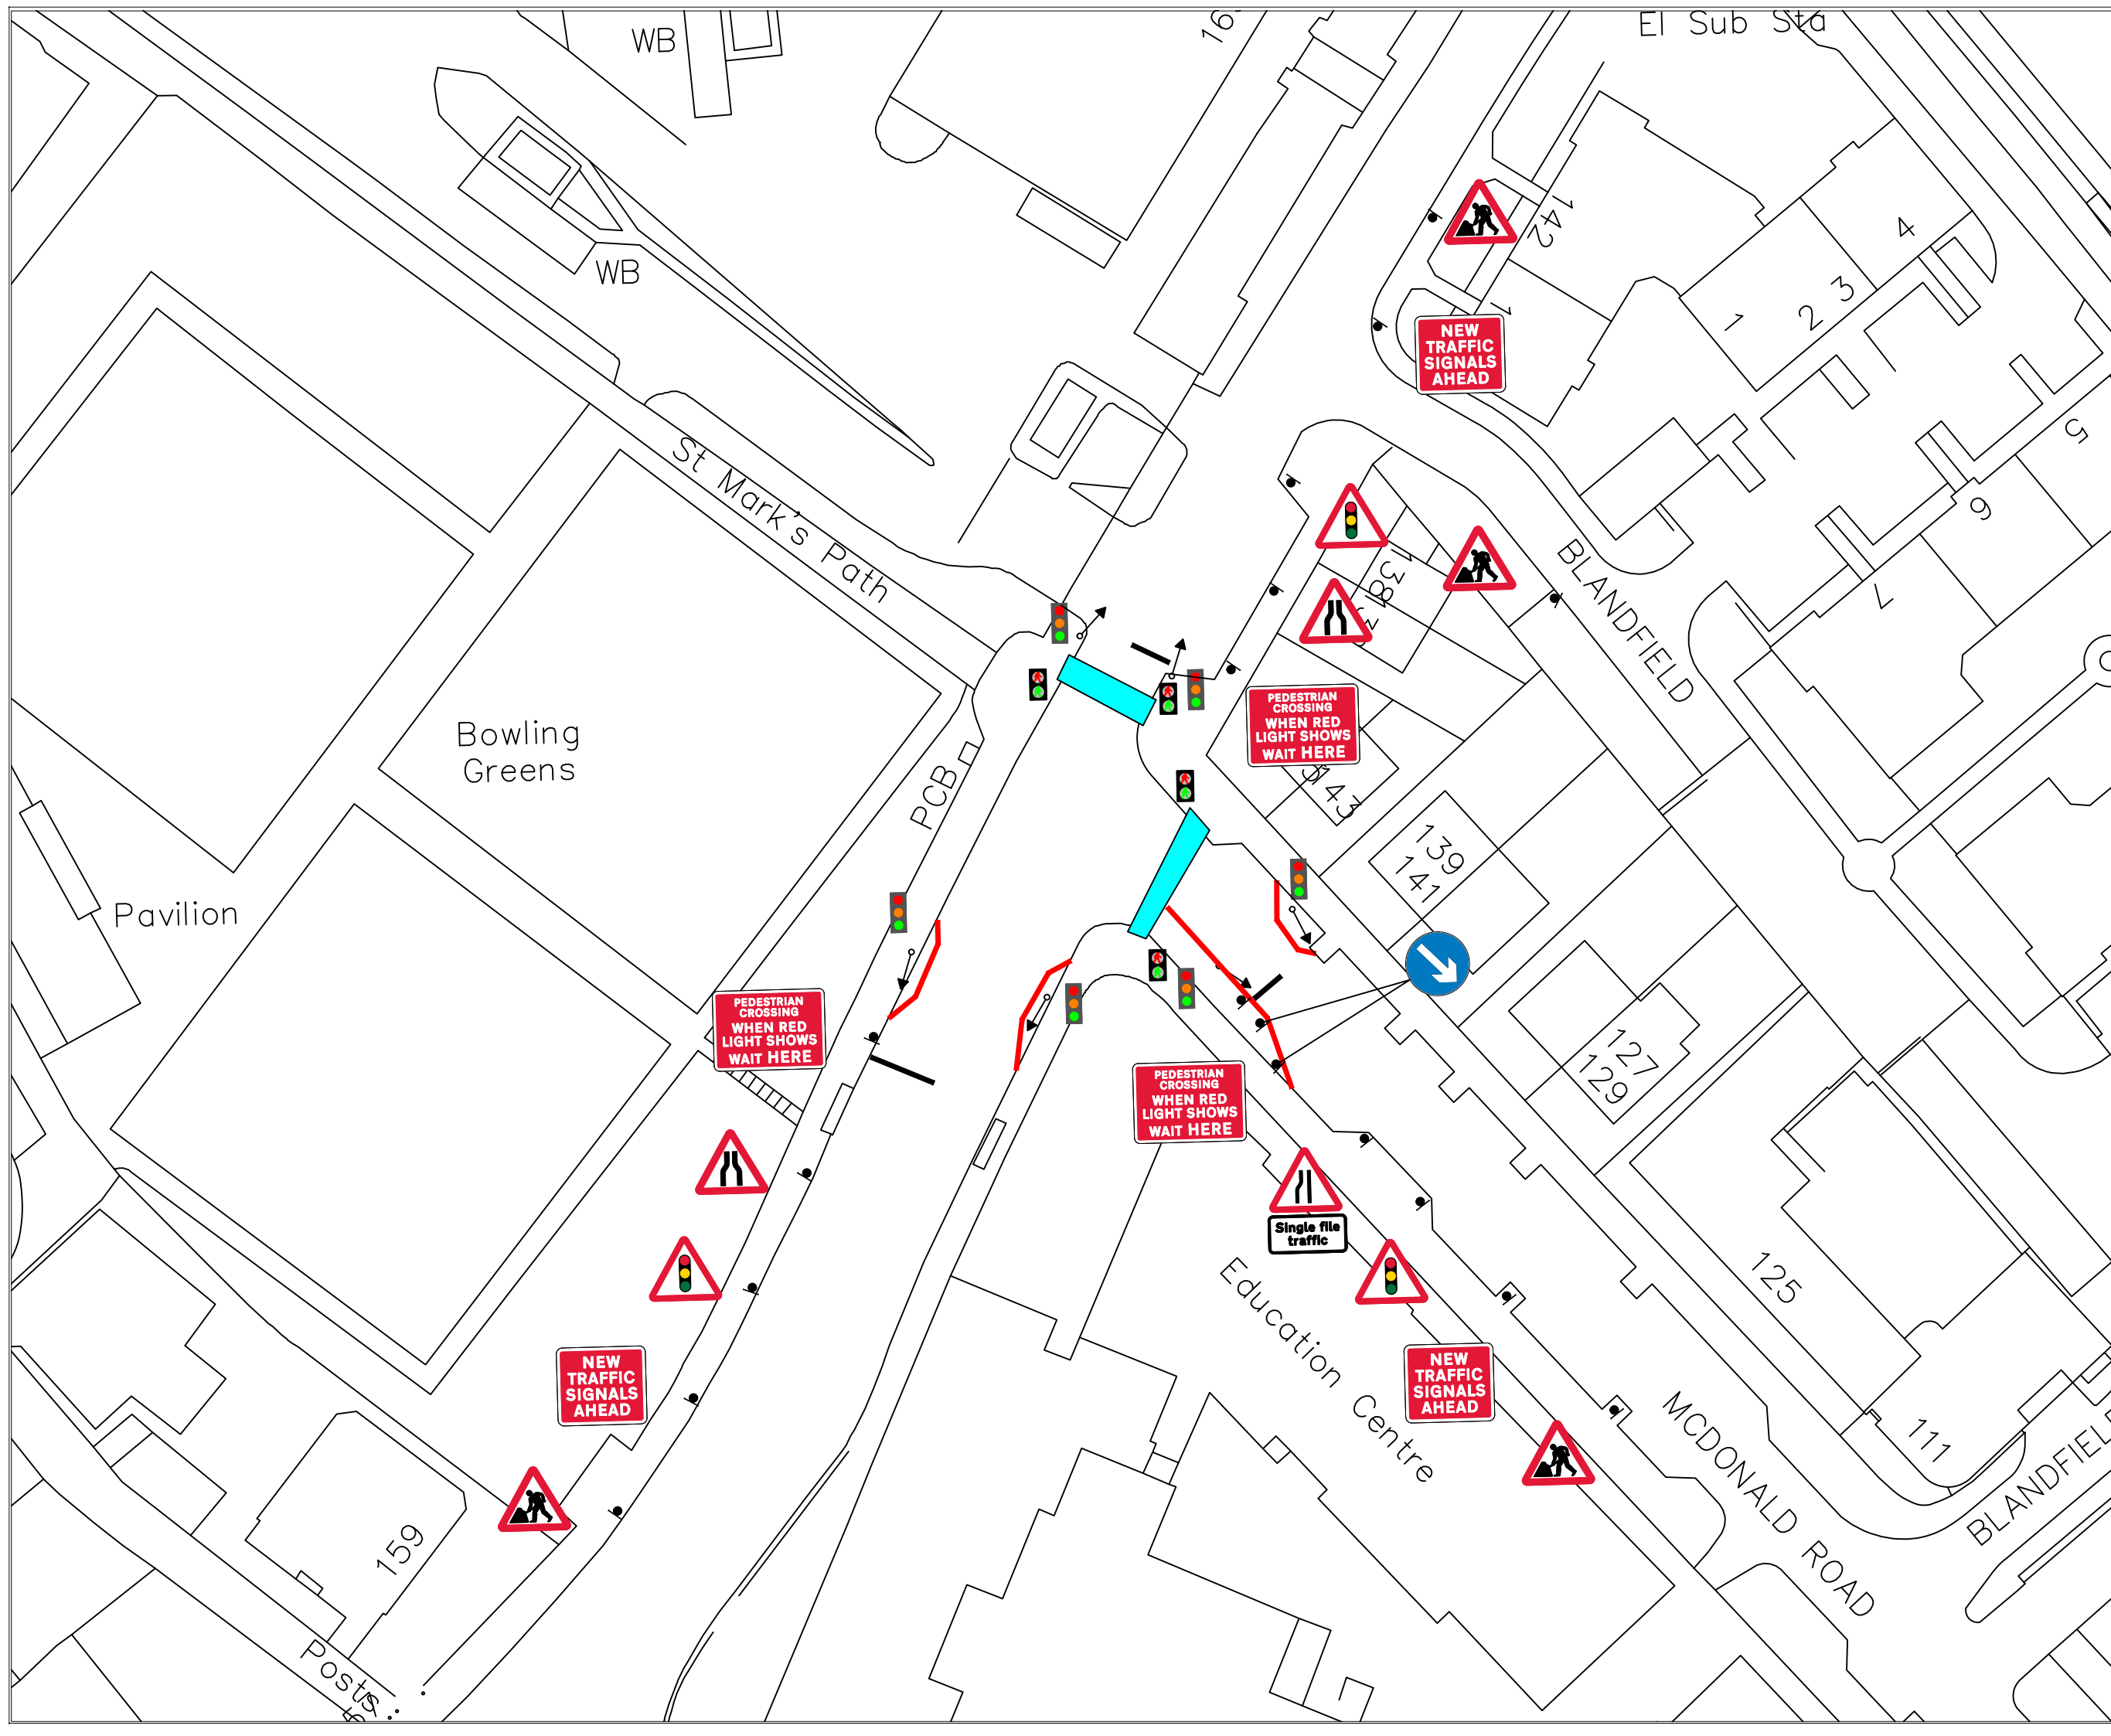 WB
El Sub Sta
WB
142
1
4
3
2
1
5
6
7
NEW
TRAFFIC
SIGNALS
AHEAD
St Mark's Path
BLANDFIELD
138
PEDESTRIAN
CROSSING
WHEN RED
LIGHT SHOWS
WAIT HERE
Bowling
Greens
PCB
143
139
141
Pavilion
127
129
PEDESTRIAN
CROSSING
WHEN RED
LIGHT SHOWS
WAIT HERE
PEDESTRIAN
CROSSING
WHEN RED
LIGHT SHOWS
WAIT HERE
Single file
traffic
125
Education Centre
NEW
TRAFFIC
SIGNALS
AHEAD
NEW
TRAFFIC
SIGNALS
AHEAD
111
MCDONALD ROAD
159
Posts